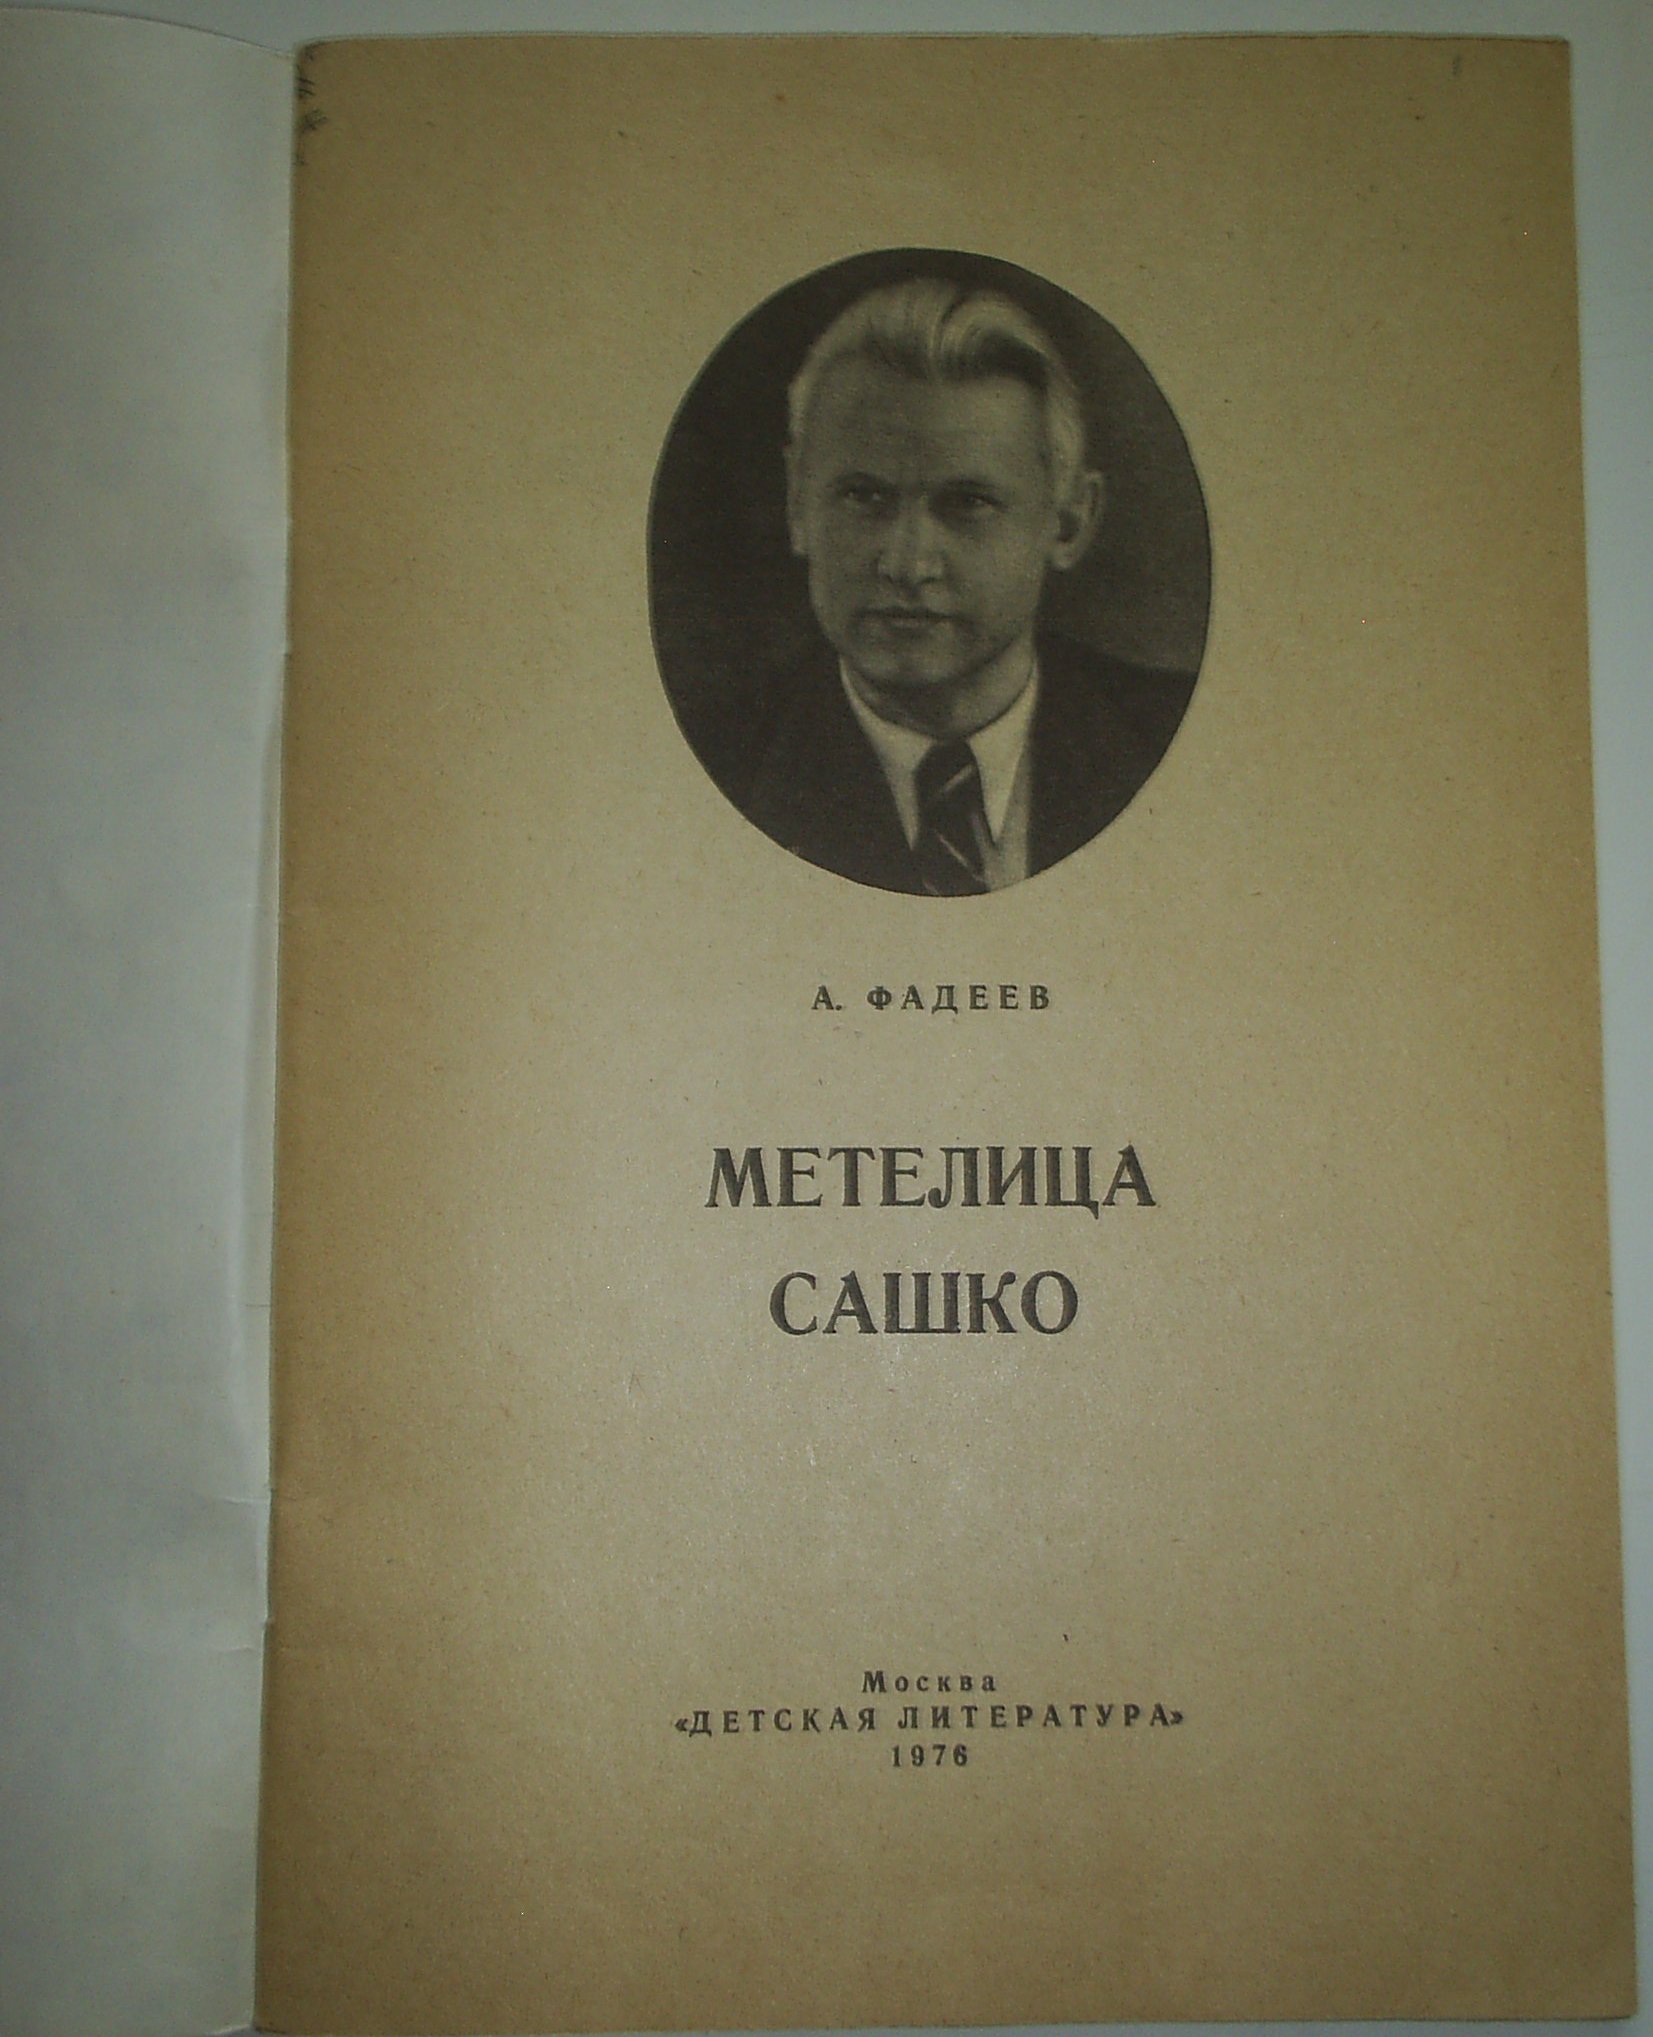 А. ФАДЕЕВ
МЕТЕЛИЦА
САШКО
Москва
«ДЕТСКАЯ ЛИТЕРАТУРА»
1976